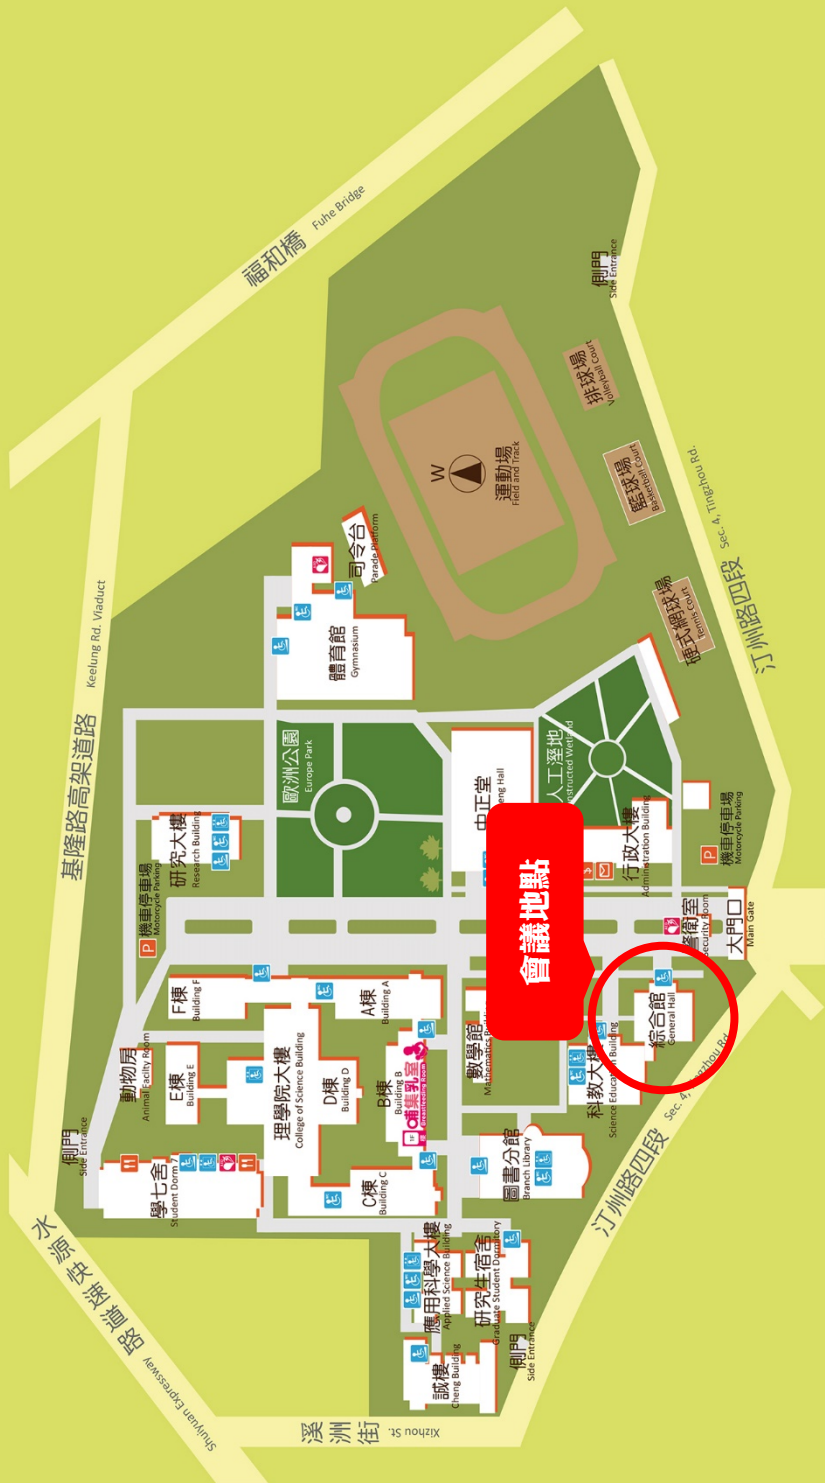 福和橋 Fuhe Bridge
側門
Side Entrance
排球場
Volleyball Court
籃球場
Basketball Court
硬式網球場
Tennis Court
汀州路四段 Sec. 4, Tingzhou Rd.
W
運動場
Field and Track
司令台
Parade Platform
體育館
Gymnasium
基隆路高架道路 Keelung Rd. Viaduct
歐洲公園
Europe Park
中正堂
Hall
人工溼地
Wetland
研究大樓
Research Building
P
機車停車場
Motorcycle Parking
行政大樓
Administration Building
P
機車停車場
Motorcycle Parking
會議地點
警衛室
Security Room
大門口
Main Gate
F棟
Building F
A棟
Building A
動物房
Animal Facility Room
E棟
Building E
理學院大樓
College of Science Building
D棟
Building D
B棟
Building B
哺集乳室
Breastfeeding Room
1F
數學館
綜合館
General Hall
科教大樓
Science Education Building
側門
Side Entrance
學七舍
Student Dorm 7
C棟
Building C
圖書分館
Branch Library
汀州路四段 Sec. 4, Tingzhou Rd.
應用科學大樓
Applied Science Building
研究生宿舍
Graduate Student Dormitory
誠樓
Cheng Building
側門
Side Entrance
水源快速道路 Shuiyuan Expressway
溪洲街 Xizhou St.